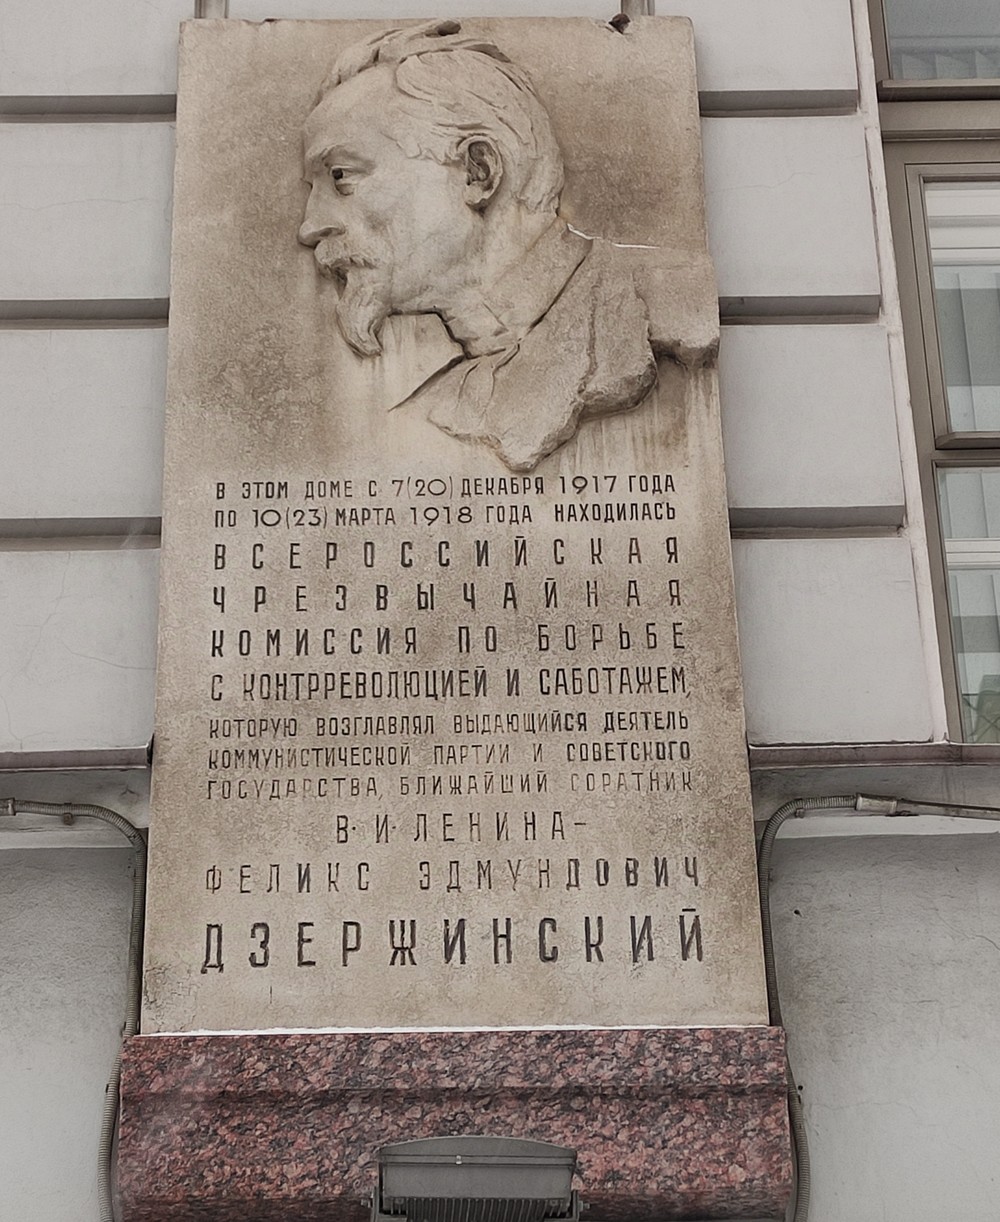 В ЭТОМ ДОМЕ С 7(20) ДЕКАБРЯ 1917 ГОДА
ПО 10(23) МАРТА 1918 ГОДА НАХОДИЛАСЬ
ВСЕРОССИЙСКАЯ
ЧРЕЗВЫЧАЙНАЯ
КОМИССИЯ ПО БОРЬБЕ
С КОНТРРЕВОЛЮЦИЕЙ И САБОТАЖЕМ,
КОТОРУЮ ВОЗГЛАВЛЯЛ ВЫДАЮЩИЙСЯ ДЕЯТЕЛЬ
КОММУНИСТИЧЕСКОЙ ПАРТИИ И СОВЕТСКОГО
ГОСУДАРСТВА, БЛИЖАЙШИЙ СОРАТНИК
В·И·ЛЕНИНА-
ФЕЛИКС ЭДМУНДОВИЧ
ДЗЕРЖИНСКИЙ